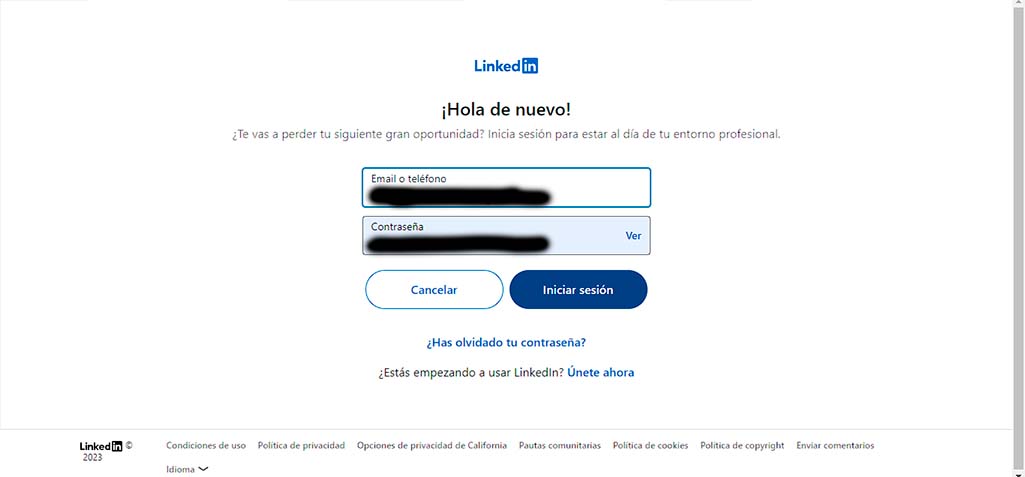 LinkedIn
¡Hola de nuevo!
¿Te vas a perder tu siguiente gran oportunidad? Inicia sesión para estar al día de tu entorno profesional.
Email o teléfono
Contraseña
Ver
Cancelar
Iniciar sesión
¿Has olvidado tu contraseña?
¿Estás empezando a usar LinkedIn? Únete ahora
LinkedIn © 2023
Condiciones de uso
Política de privacidad
Opciones de privacidad de California
Pautas comunitarias
Política de cookies
Política de copyright
Enviar comentarios
Idioma